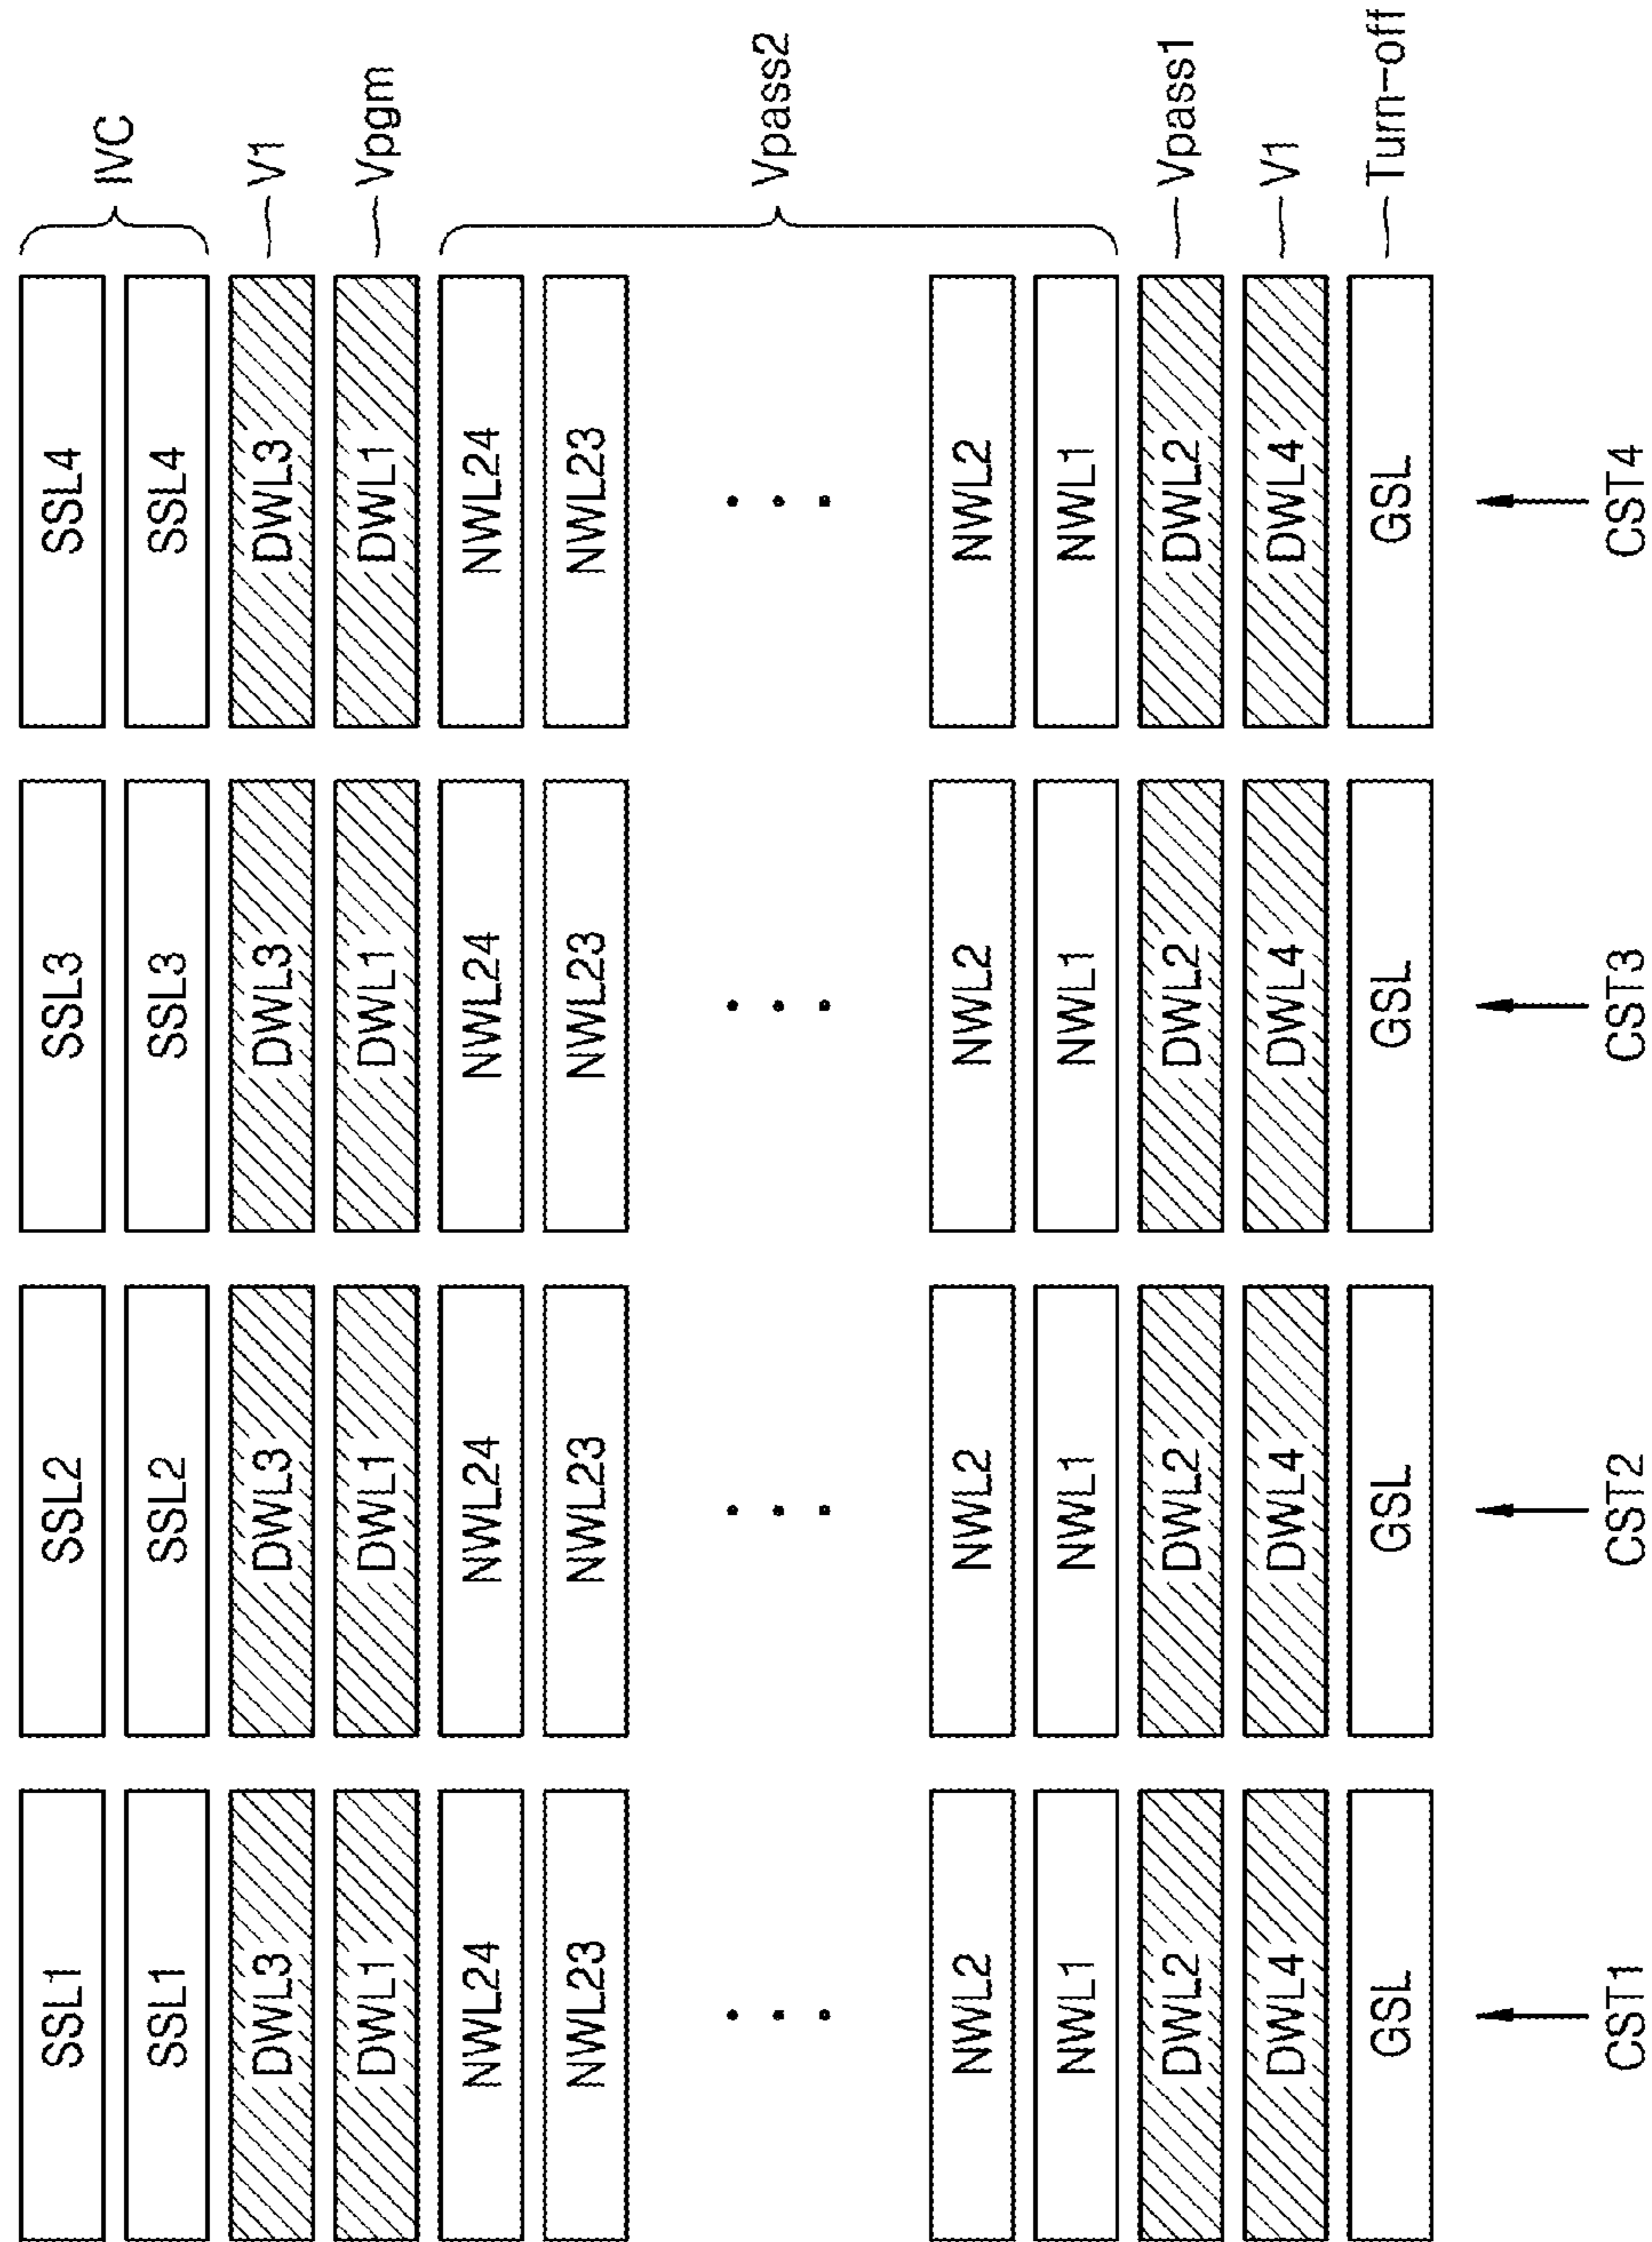 SSL1 SSL2 SSL3 SSL4 IVC
SSL1 SSL2 SSL3 SSL4
DWL3 DWL3 DWL3 DWL3 V1
DWL1 DWL1 DWL1 DWL1 Vpgm
NWL24 NWL24 NWL24 NWL24
NWL23 NWL23 NWL23 NWL23
Vpass2
NWL2 NWL2 NWL2 NWL2
NWL1 NWL1 NWL1 NWL1
DWL2 DWL2 DWL2 DWL2 Vpass1
DWL4 DWL4 DWL4 DWL4 V1
GSL GSL GSL GSL Turn-off
CST1 CST2 CST3 CST4